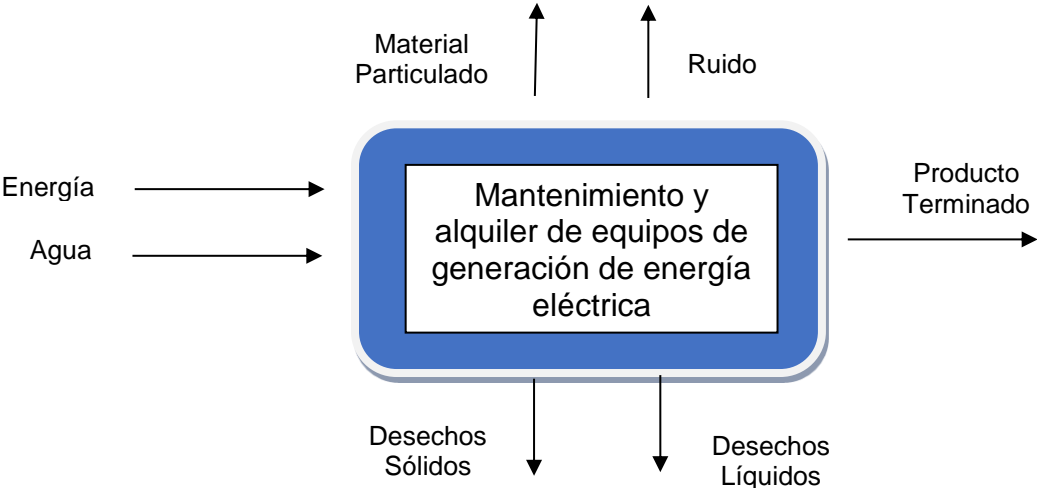 Material
Particulado
Ruido
Energía
Agua
Mantenimiento y
alquiler de equipos de
generación de energía
eléctrica
Producto
Terminado
Desechos
Sólidos
Desechos
Líquidos